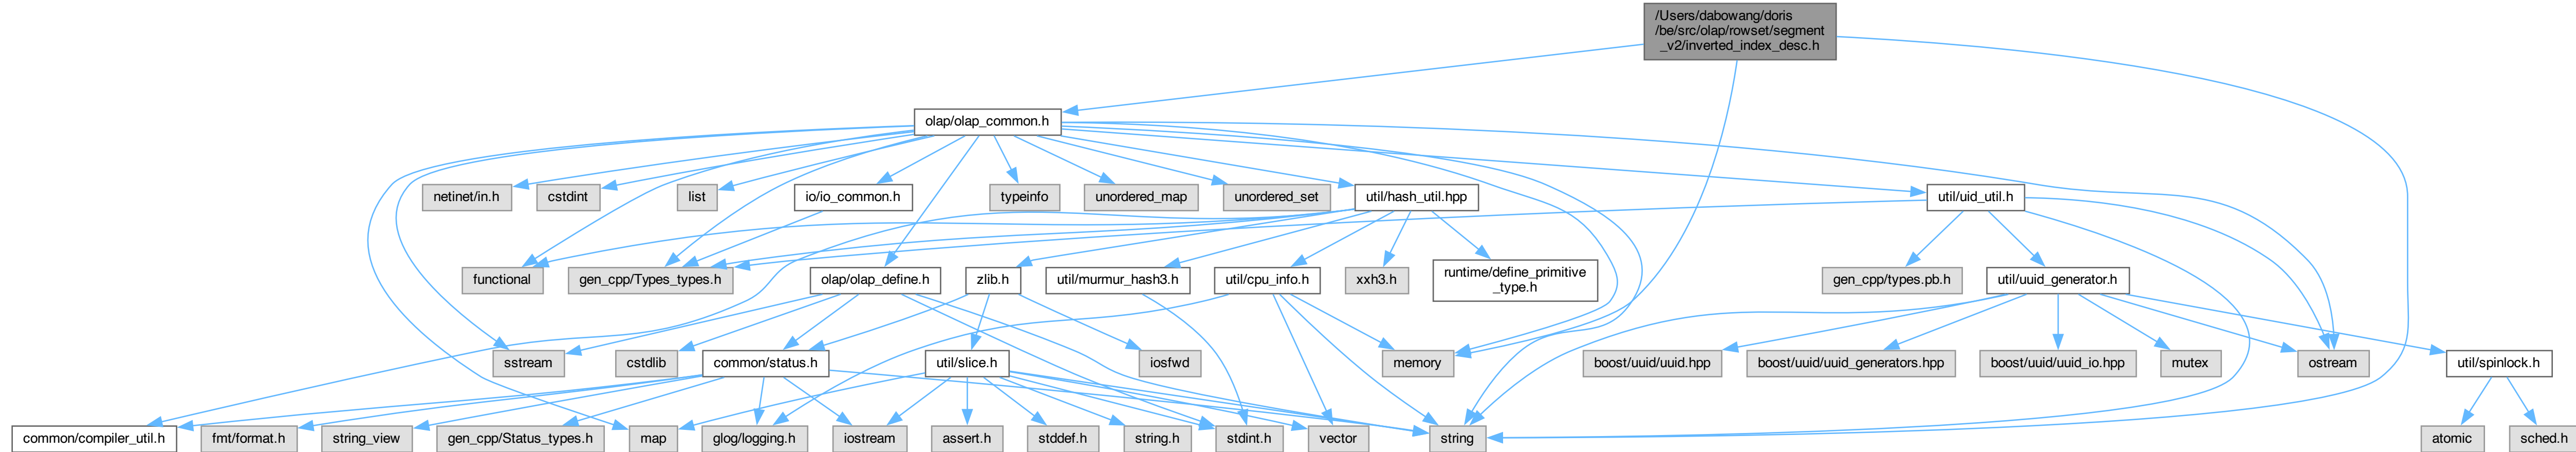 /Users/dabowang/doris
/be/src/olap/rowset/segment
_v2/inverted_index_desc.h
olap/olap_common.h
netinet/in.h
cstdint
list
io/io_common.h
typeinfo
unordered_map
unordered_set
util/hash_util.hpp
util/uid_util.h
functional
gen_cpp/Types_types.h
olap/olap_define.h
zlib.h
util/murmur_hash3.h
util/cpu_info.h
xxh3.h
runtime/define_primitive
_type.h
gen_cpp/types.pb.h
util/uuid_generator.h
sstream
cstdlib
common/status.h
util/slice.h
iosfwd
memory
boost/uuid/uuid.hpp
boost/uuid/uuid_generators.hpp
boost/uuid/uuid_io.hpp
mutex
ostream
util/spinlock.h
common/compiler_util.h
fmt/format.h
string_view
gen_cpp/Status_types.h
map
glog/logging.h
iostream
assert.h
stddef.h
string.h
stdint.h
vector
string
atomic
sched.h